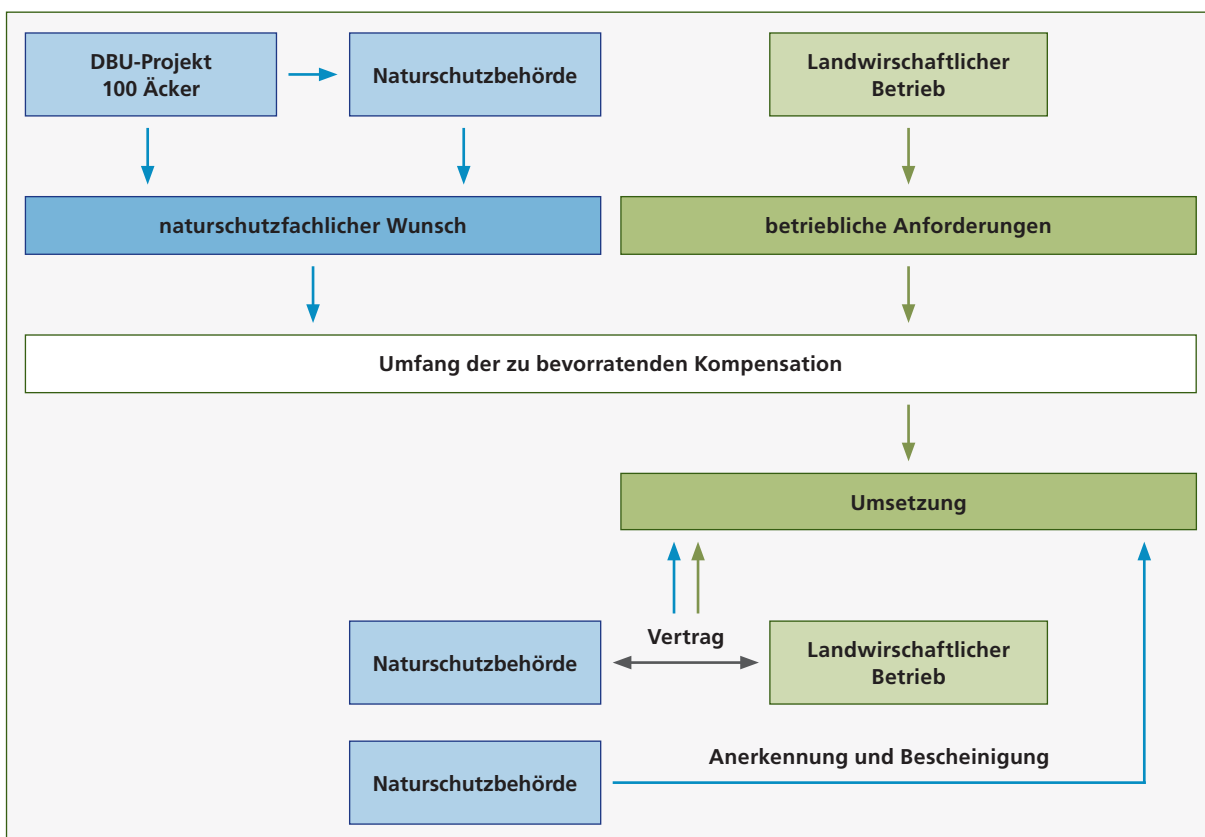 DBU-Projekt
100 Äcker
Naturschutzbehörde
Landwirtschaftlicher
Betrieb
naturschutzfachlicher Wunsch
betriebliche Anforderungen
Umfang der zu bevorratenden Kompensation
Umsetzung
Naturschutzbehörde
Vertrag
Landwirtschaftlicher
Betrieb
Naturschutzbehörde
Anerkennung und Bescheinigung